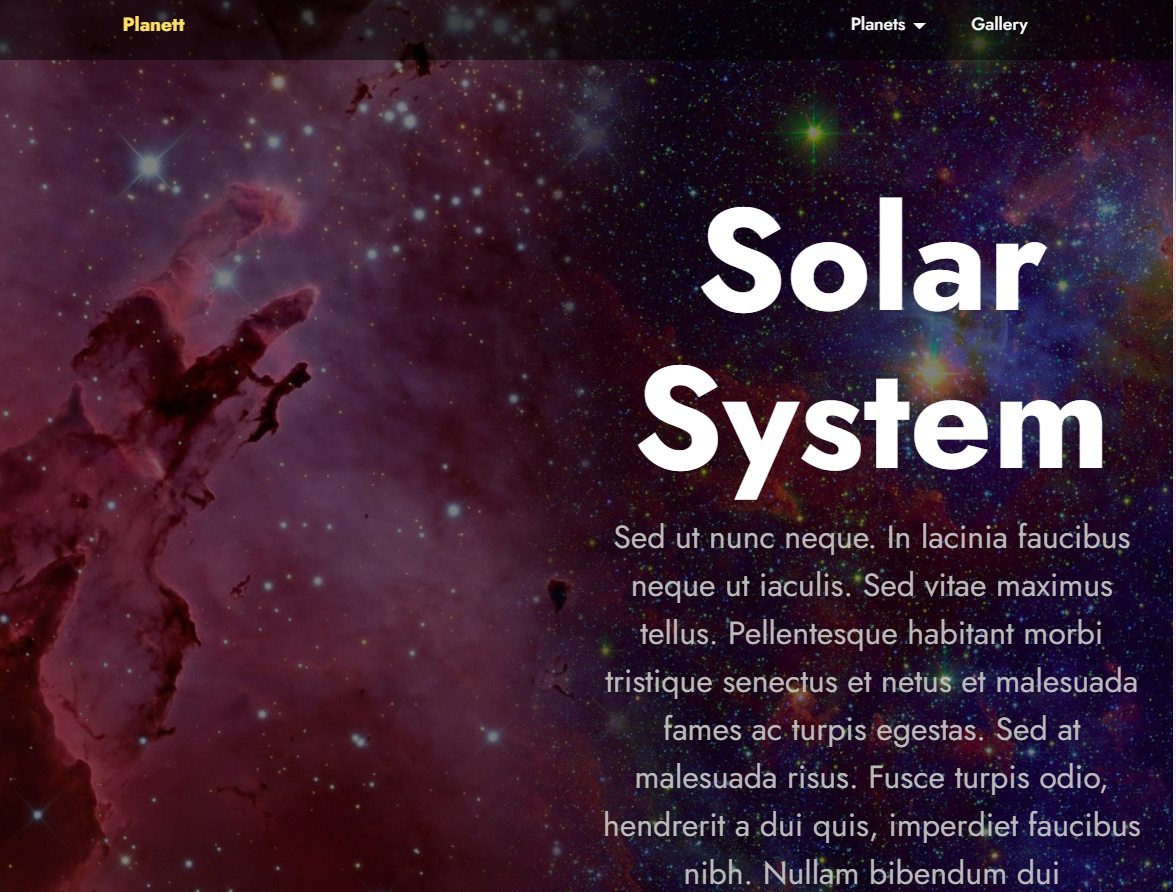 Planett
Planets
Gallery
Solar
System
Sed ut nunc neque. In lacinia faucibus
neque ut iaculis. Sed vitae maximus
tellus. Pellentesque habitant morbi
tristique senectus et netus et malesuada
fames ac turpis egestas. Sed at
malesuada risus. Fusce turpis odio,
hendrerit a dui quis, imperdiet faucibus
nibh. Nullam bibendum dui